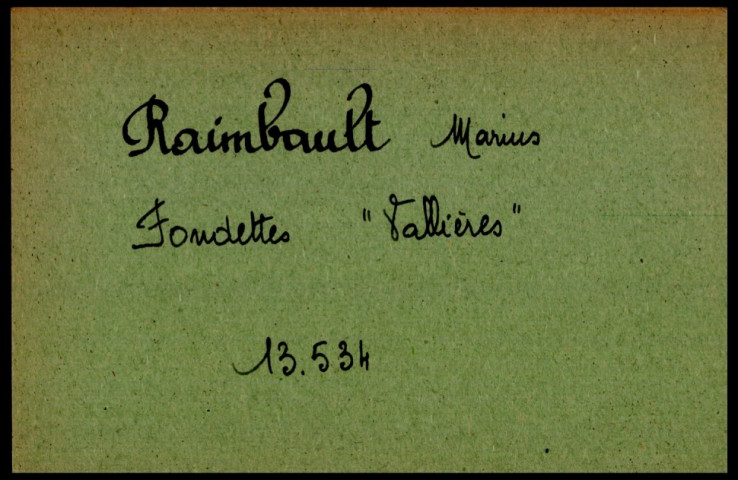 Raimbault Marius
Fondettes "Vallières"
13.534